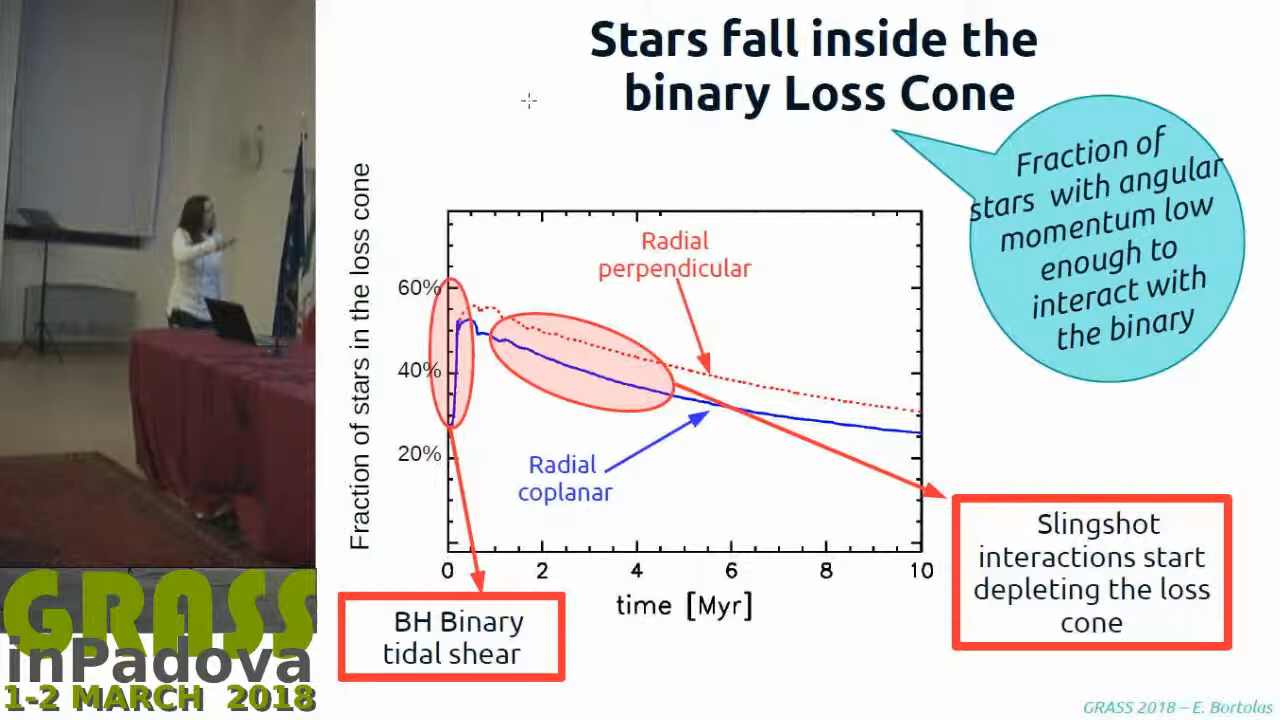 Stars fall inside the
binary Loss Cone
Fraction of
stars with angular
momentum low
enough to
interact with
the binary
Fraction of stars in the loss cone
60%
40%
20%
Radial
perpendicular
Radial
coplanar
0 2 4 6 8 10
time [Myr]
BH Binary
tidal shear
Slingshot
interactions start
depleting the loss
cone
GRASS
inPadova
1-2 MARCH 2018
GRASS 2018 – E. Bortolas